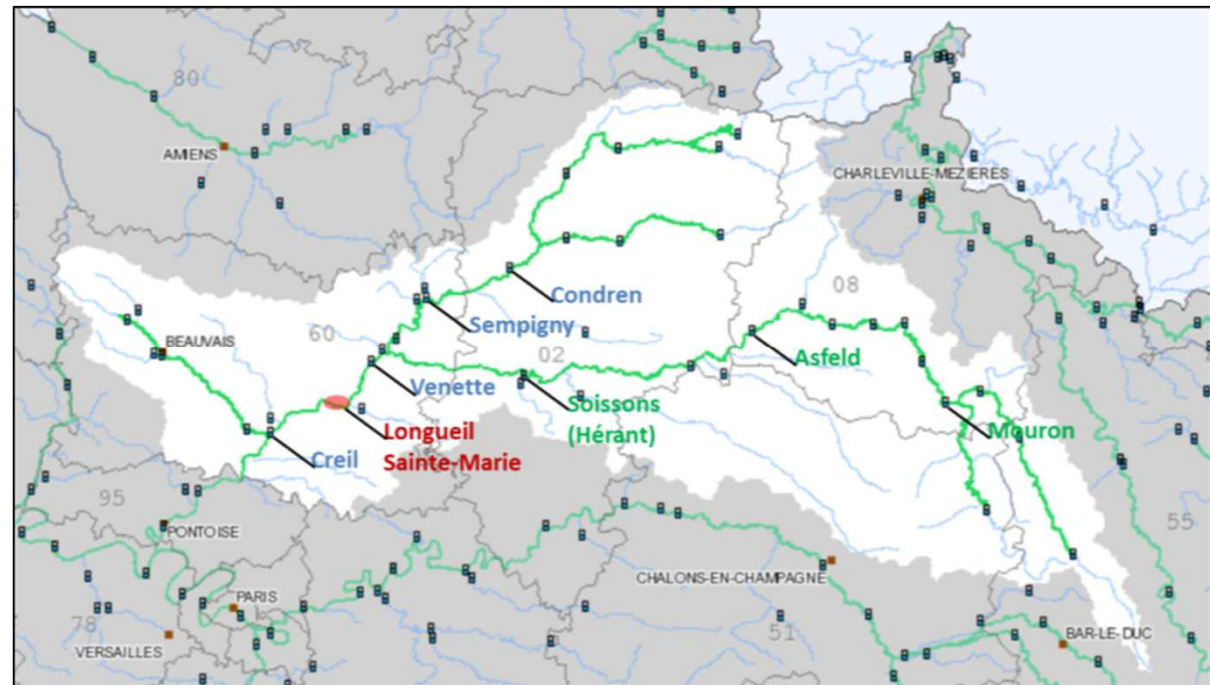 80
AMIENS
CHARLEVILLE-MEZIERES
08
Condren
Sempigny
BEAUVAIS
60
02
Asfeld
Venette
Soissons
(Hérant)
Longueil
Sainte-Marie
Mouron
Creil
95
55
PONTOISE
CHALONS-EN-CHAMPAGNE
PARIS
78
VERSAILLES
51
BAR-LE-DUC